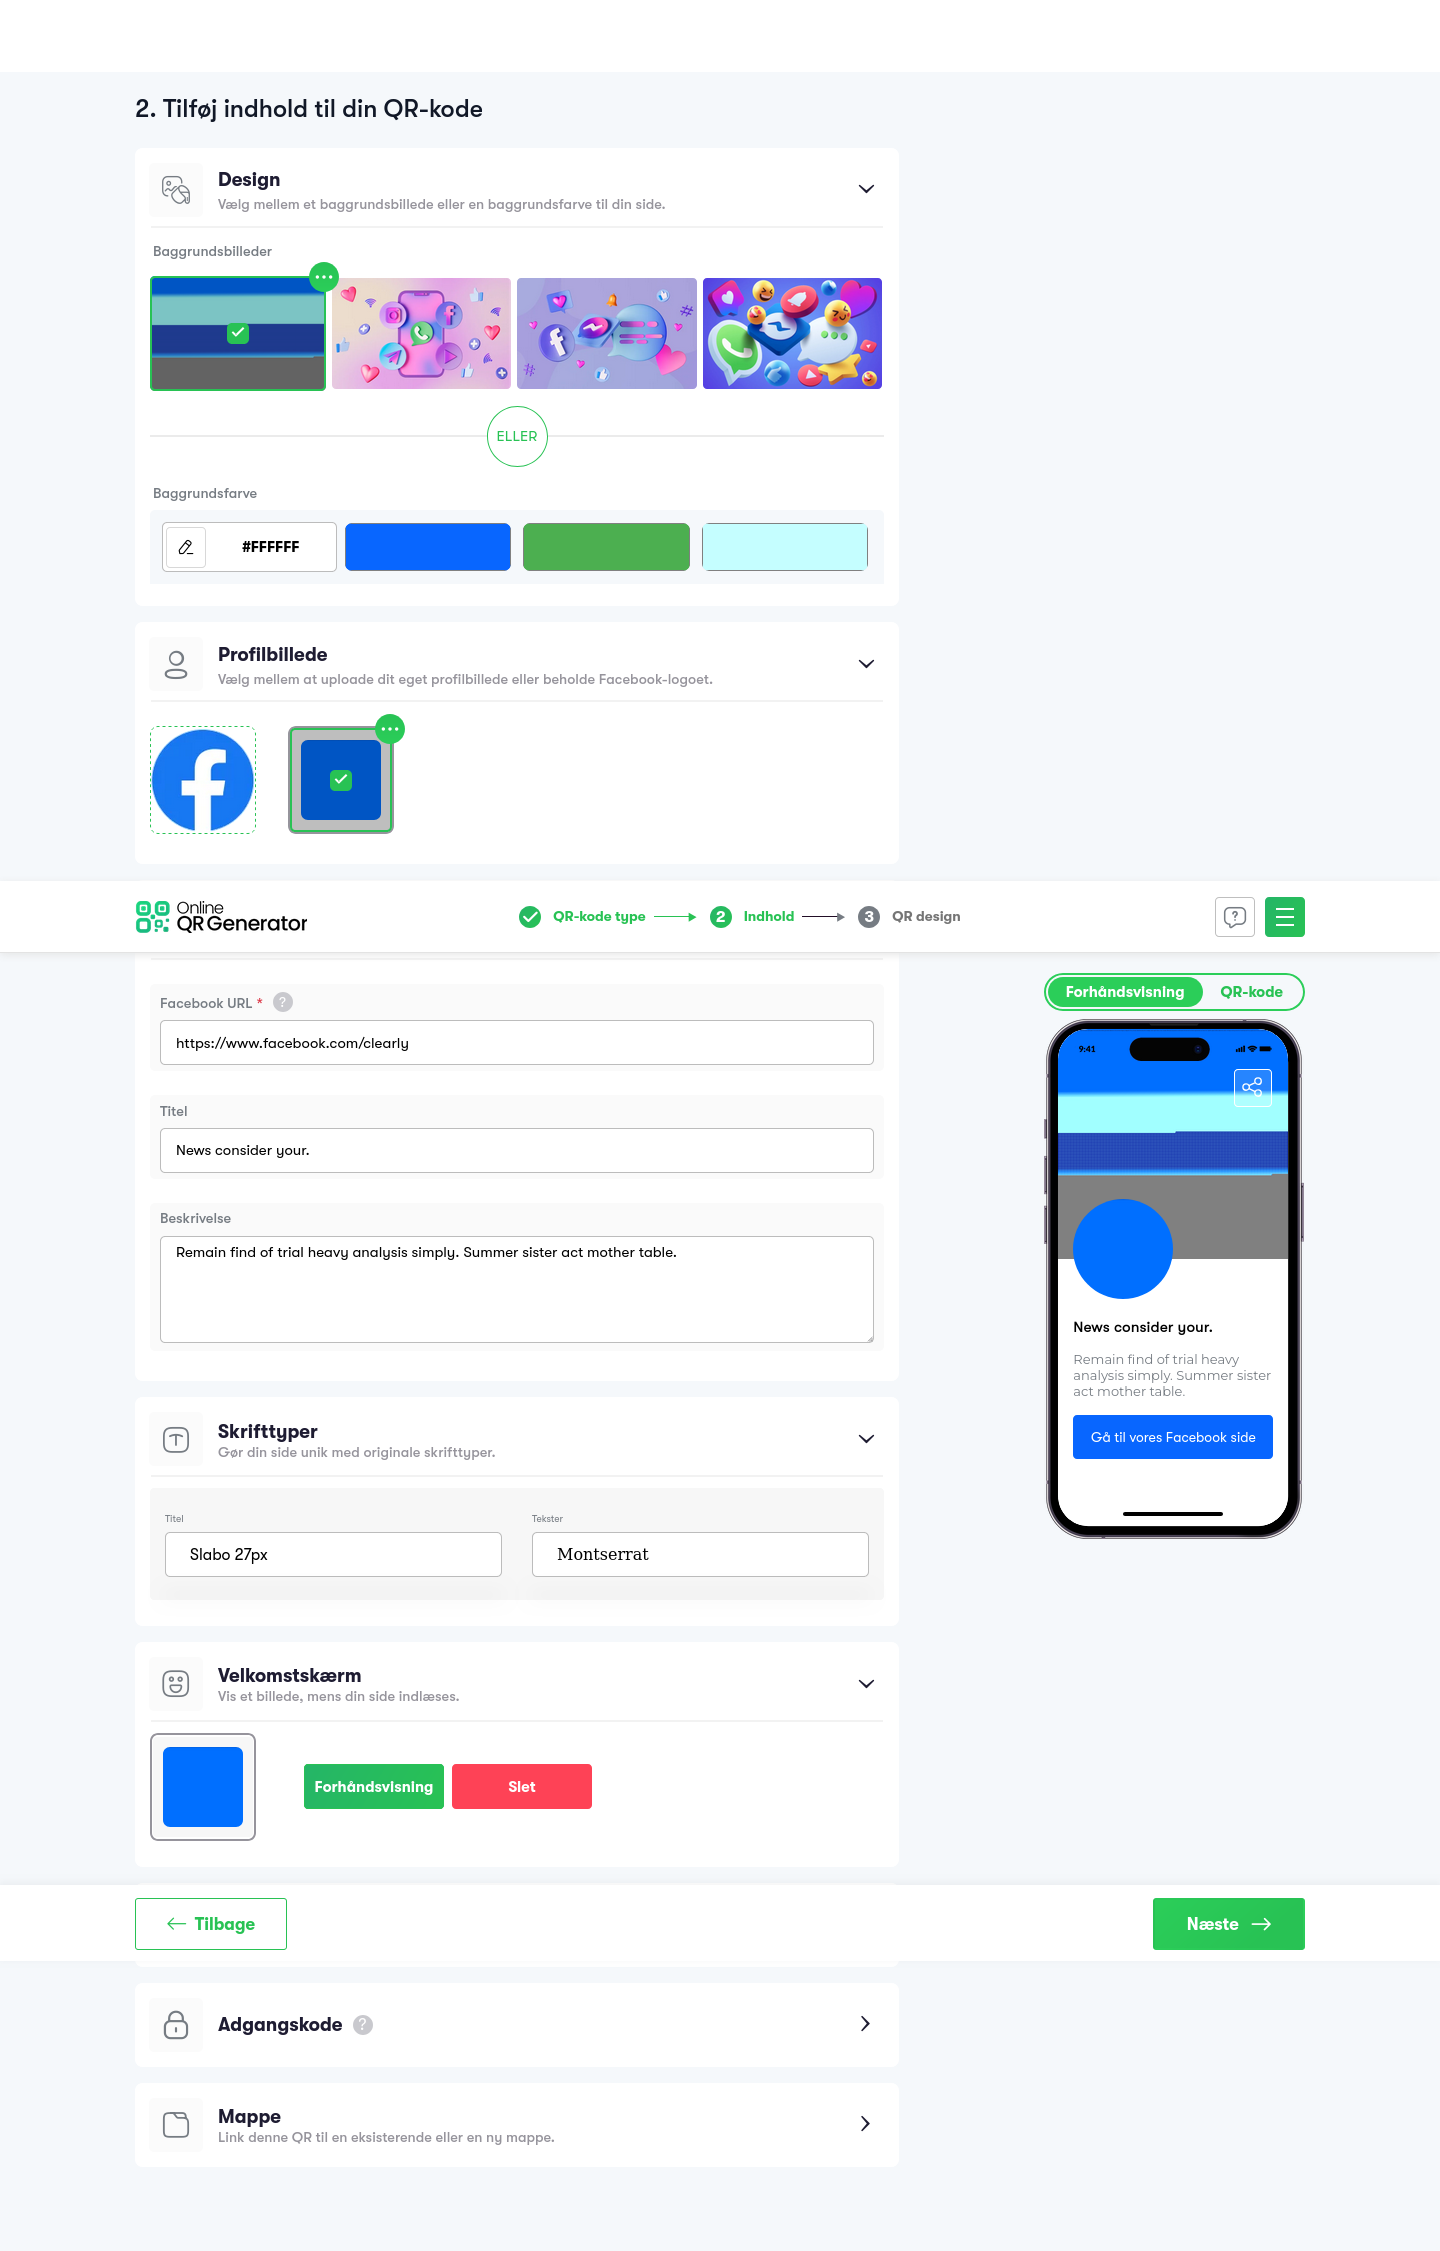 2. Tilføj indhold til din QR-kode
Design
Vælg mellem et baggrundsbillede eller en baggrundsfarve til din side.
Baggrundsbilleder
ELLER
Baggrundsfarve
#FFFFFF
Profilbillede
Vælg mellem at uploade dit eget profilbillede eller beholde Facebook-logoet.
Online
QR Generator
QR-kode type
2 Indhold
3 QR design
Forhåndsvisning QR-kode
Facebook URL * ?
https://www.facebook.com/clearly
Titel
News consider your.
Beskrivelse
Remain find of trial heavy analysis simply. Summer sister act mother table.
9:41
News consider your.
Remain find of trial heavy
analysis simply. Summer sister
act mother table.
Gå til vores Facebook side
Skrifttyper
Gør din side unik med originale skrifttyper.
Titel
Slabo 27px
Tekster
Montserrat
Velkomstskærm
Vis et billede, mens din side indlæses.
Forhåndsvisning
Slet
Tilbage
Næste
Adgangskode ?
Mappe
Link denne QR til en eksisterende eller en ny mappe.